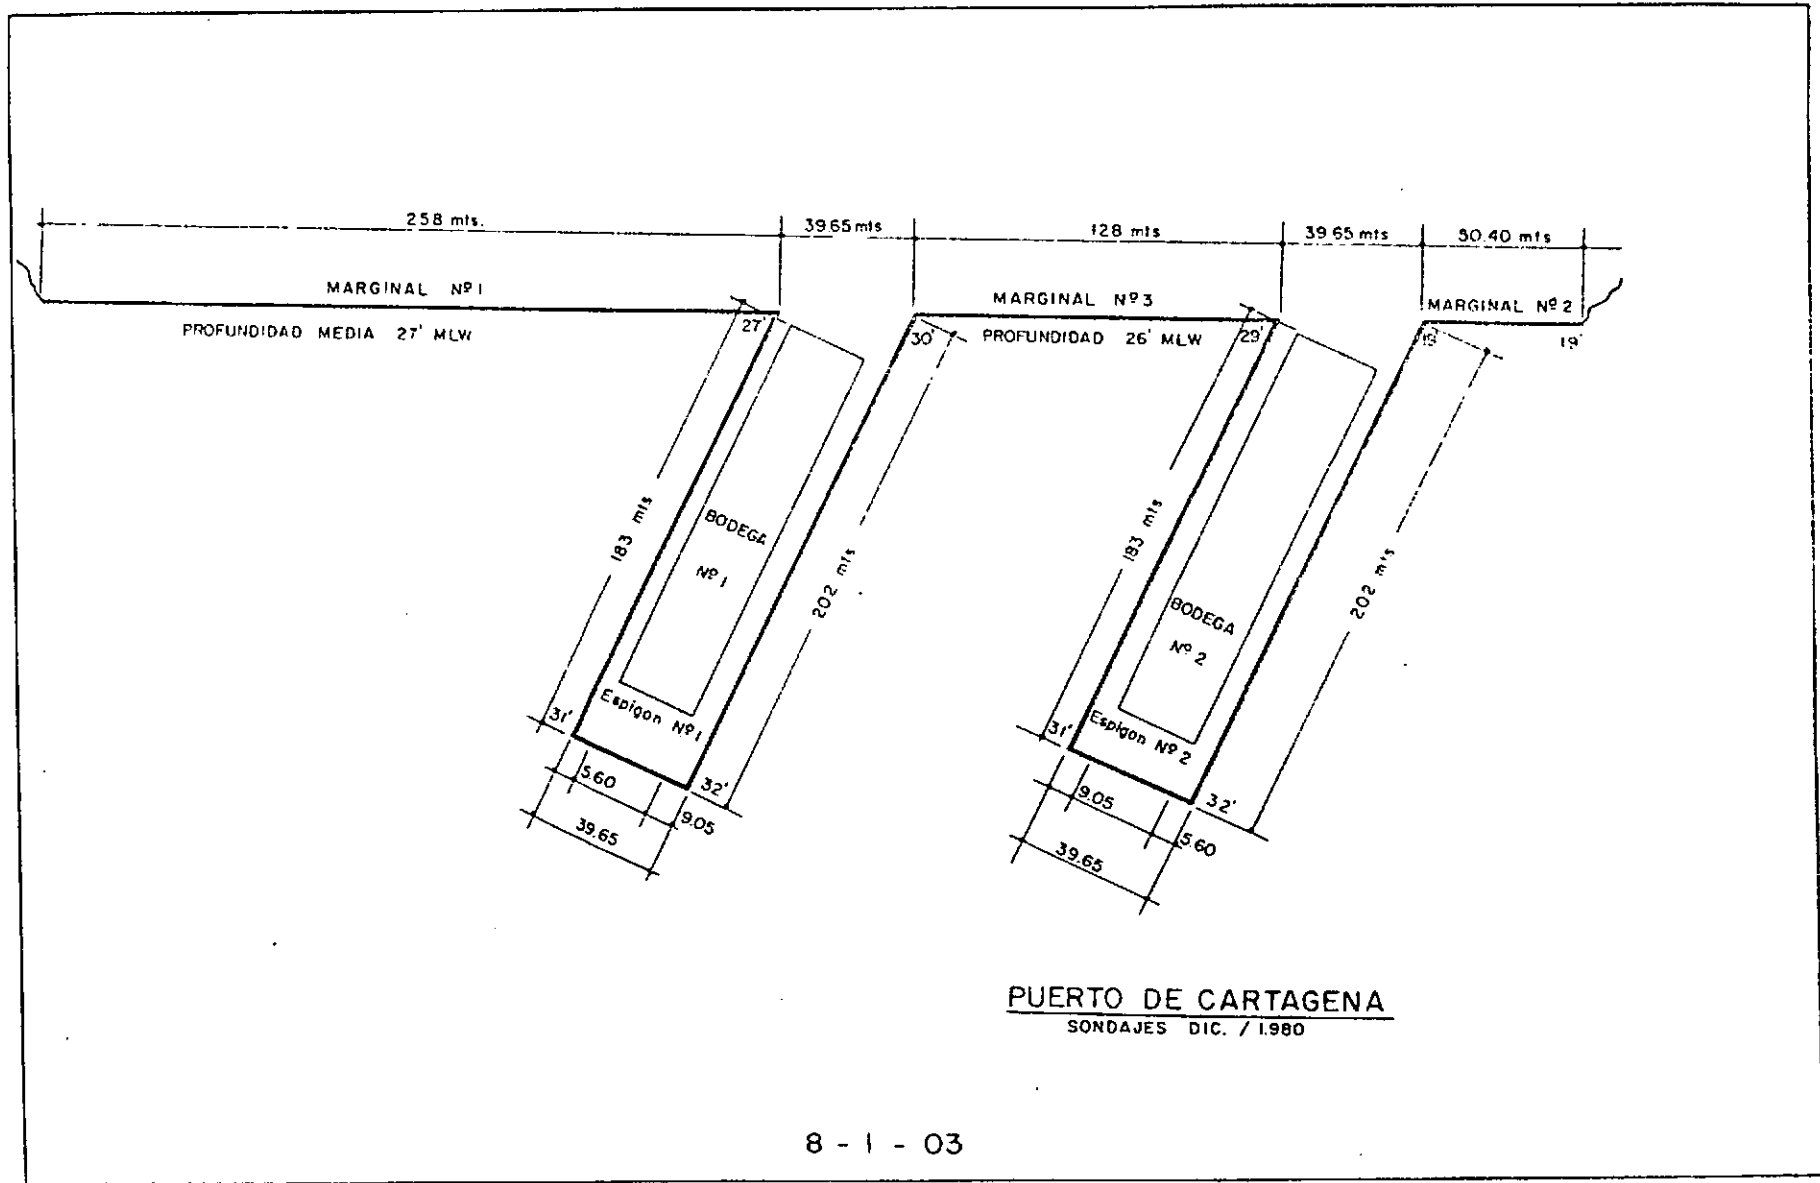 258 mts.
39.65 mts
128 mts
39.65 mts
50.40 mts
MARGINAL Nº 1
MARGINAL Nº 3
MARGINAL Nº 2
PROFUNDIDAD MEDIA 27' MLW
27'
30'
PROFUNDIDAD 26' MLW
29'
19'
183 mts
BODEGA
Nº 1
202 mts
183 mts
BODEGA
Nº 2
202 mts
Espigon Nº 1
31'
32'
5.60
9.05
39.65
Espigon Nº 2
31'
32'
9.05
5.60
39.65
PUERTO DE CARTAGENA
SONDAJES DIC. / 1.980
8 - 1 - 03